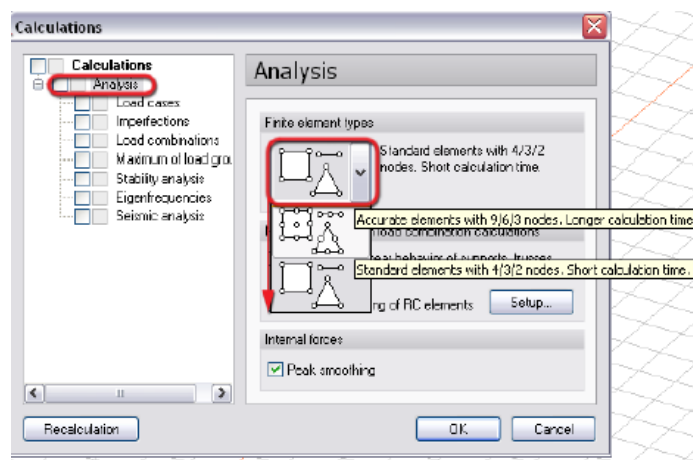 Calculations
Calculations
Analysis
Load cases
Imperfections
Load combinations
Maximum of load grou
Stability analysis
Eigenfrequencies
Seismic analysis
Recalculation
Analysis
Finite element types
Standard elements with 4/3/2
nodes. Short calculation time.
Accurate elements with 9/6/3 nodes. Longer calculation time
load combination calculations
behavior of supports, trusses
Standard elements with 4/3/2 nodes. Short calculation time.
ng of RC elements
Setup...
Internal forces
Peak smoothing
OK
Cancel